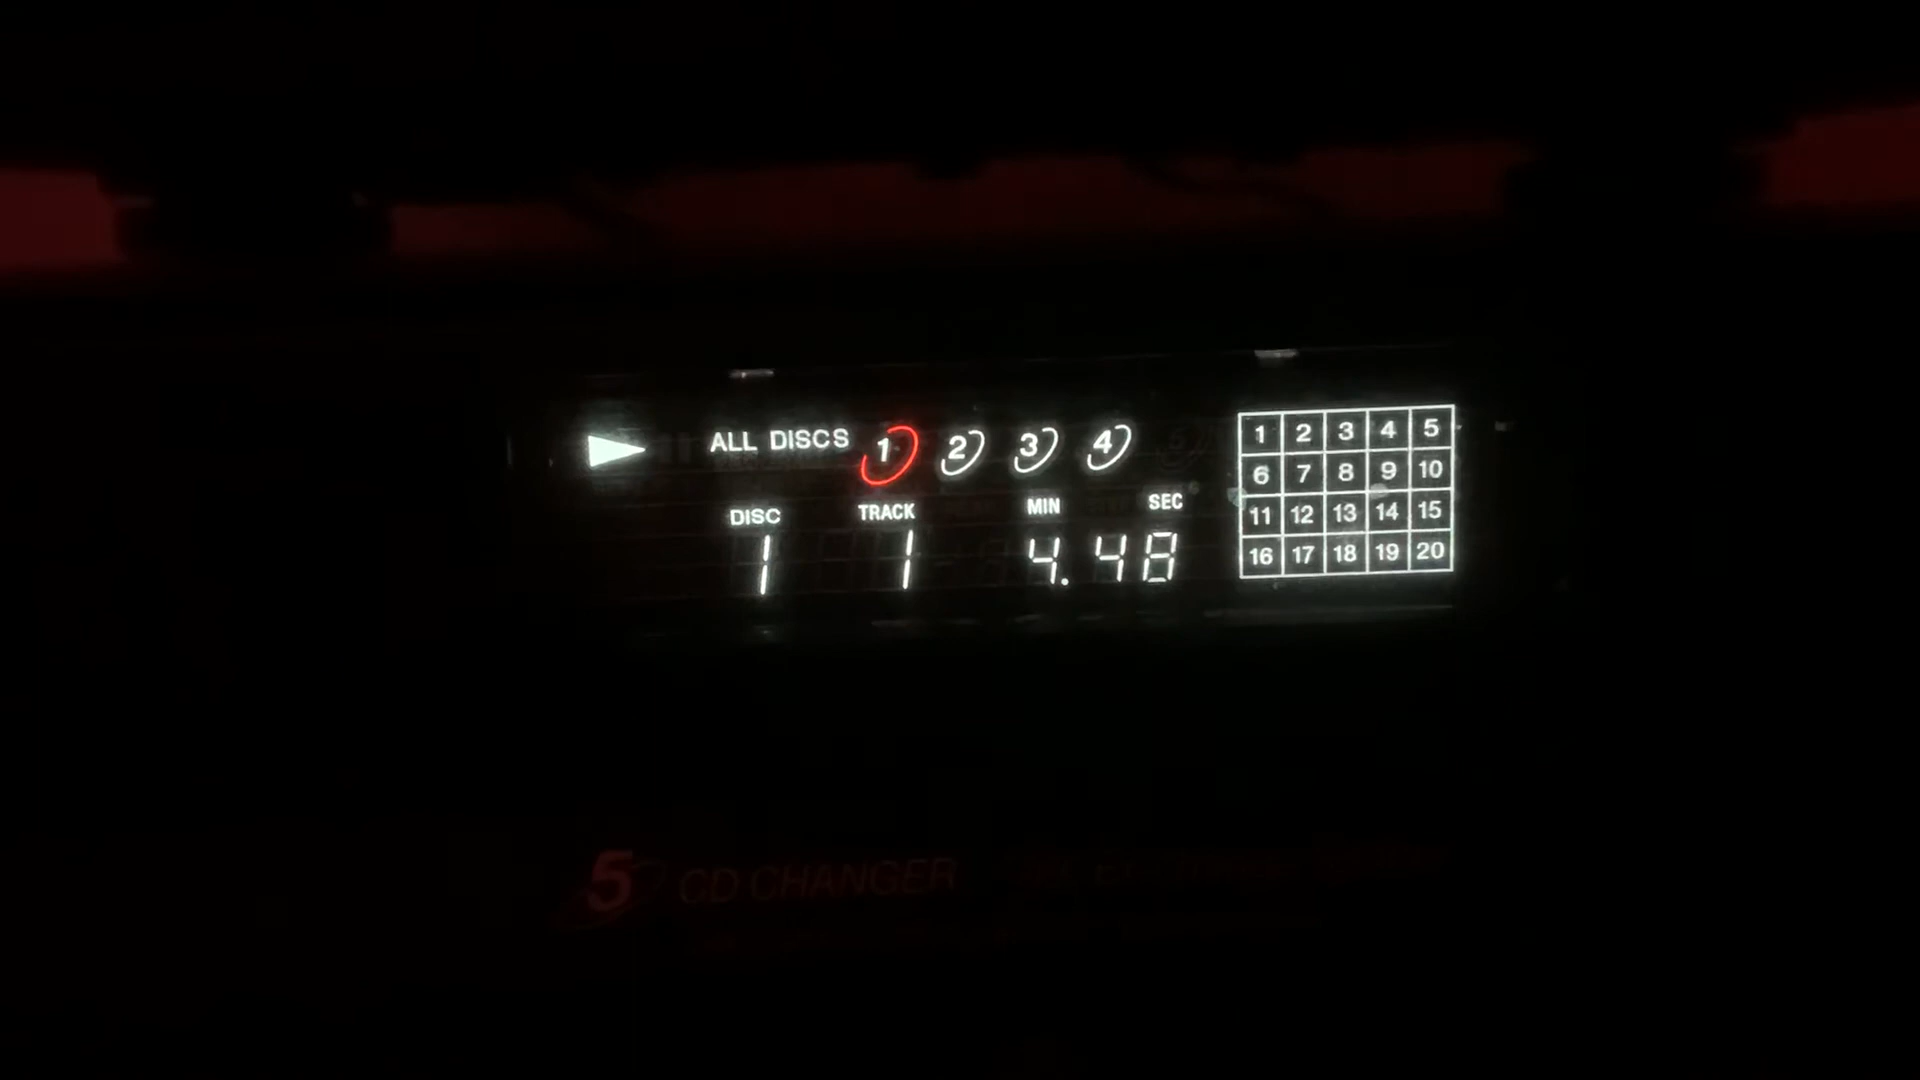 ALL DISCS 1 2 3 4
DISC TRACK MIN SEC
1 1 4.48
1 2 3 4 5
6 7 8 9 10
11 12 13 14 15
16 17 18 19 20
5 CD CHANGER